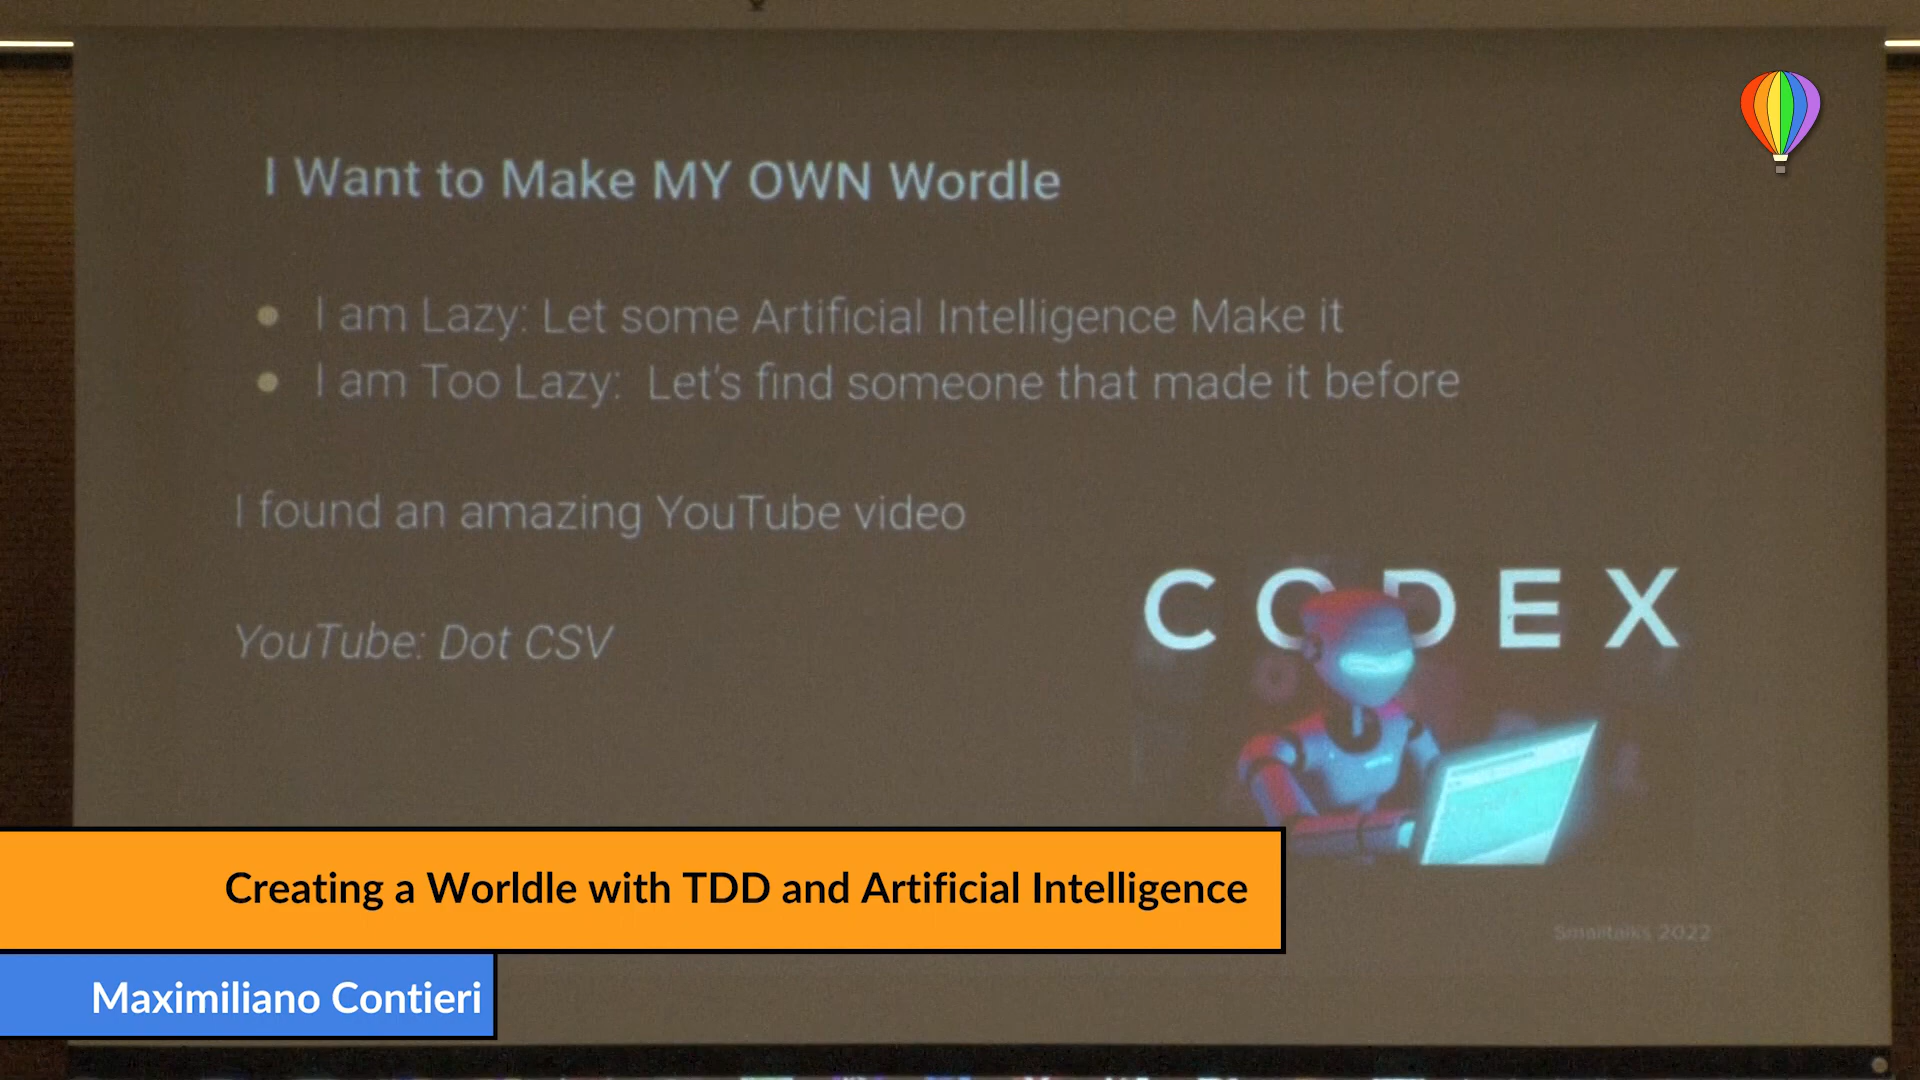 I Want to Make MY OWN Wordle
● I am Lazy: Let some Artificial Intelligence Make it
● I am Too Lazy: Let's find someone that made it before
I found an amazing YouTube video
YouTube: Dot CSV
CODEX
Creating a Worldle with TDD and Artificial Intelligence
Smalltalks 2022
Maximiliano Contieri